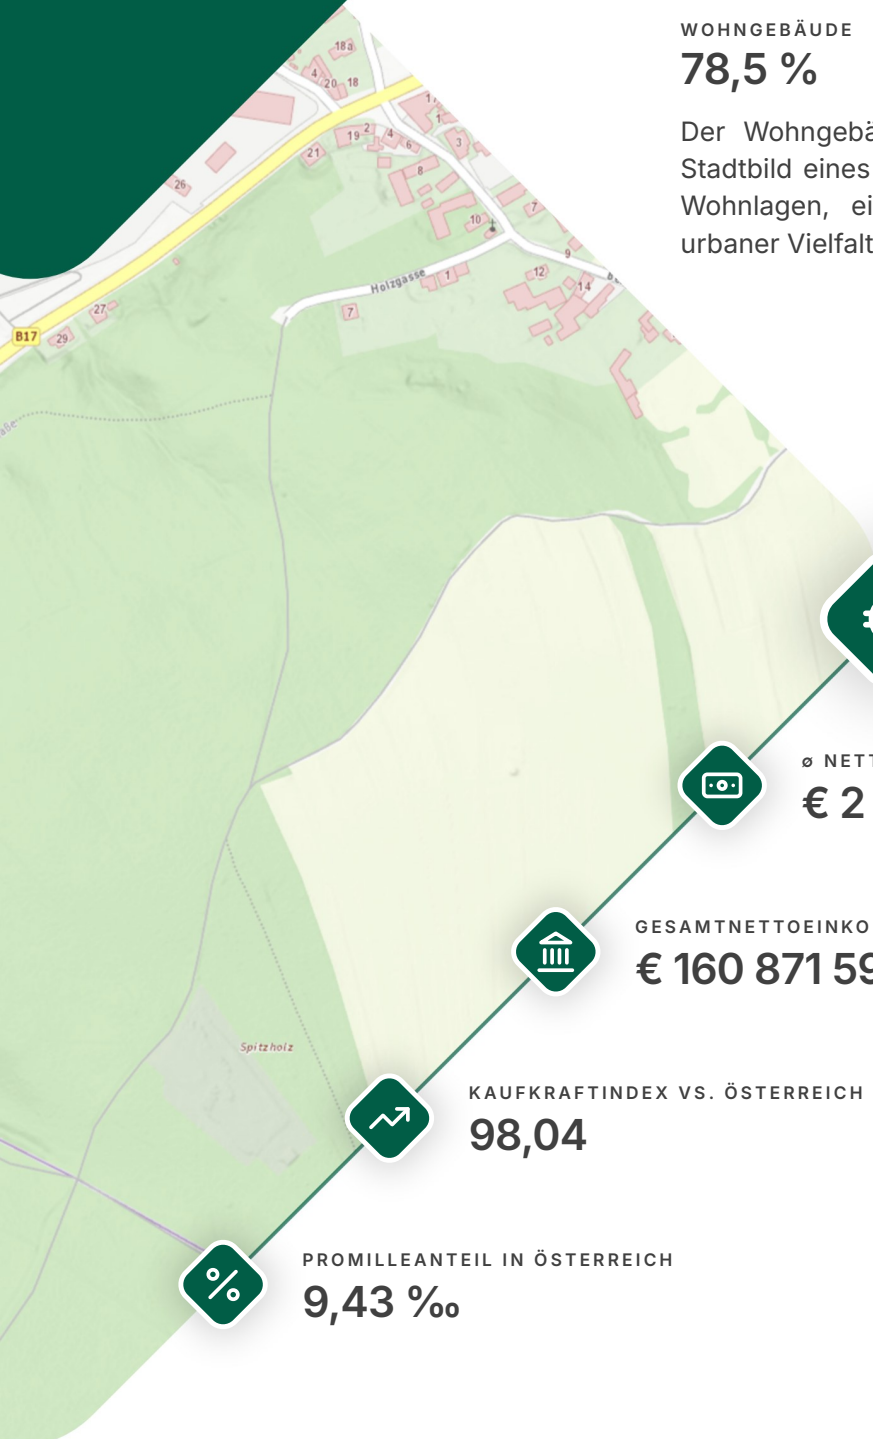 WOHNGEBÄUDE
78,5 %
Der Wohngebä
Stadtbild eines
Wohnlagen, ei
urbaner Vielfalt
18a
4
20
18
19
2
4
6
3
21
8
26
10
7
9
12
14
Holzgasse
1
7
27
29
B17
aße
ø NETT
€ 2
GESAMTNETTOEINKO
€ 160 871 59
Spitzholz
KAUFKRAFTINDEX VS. ÖSTERREICH
98,04
PROMILLEANTEIL IN ÖSTERREICH
9,43 ‰